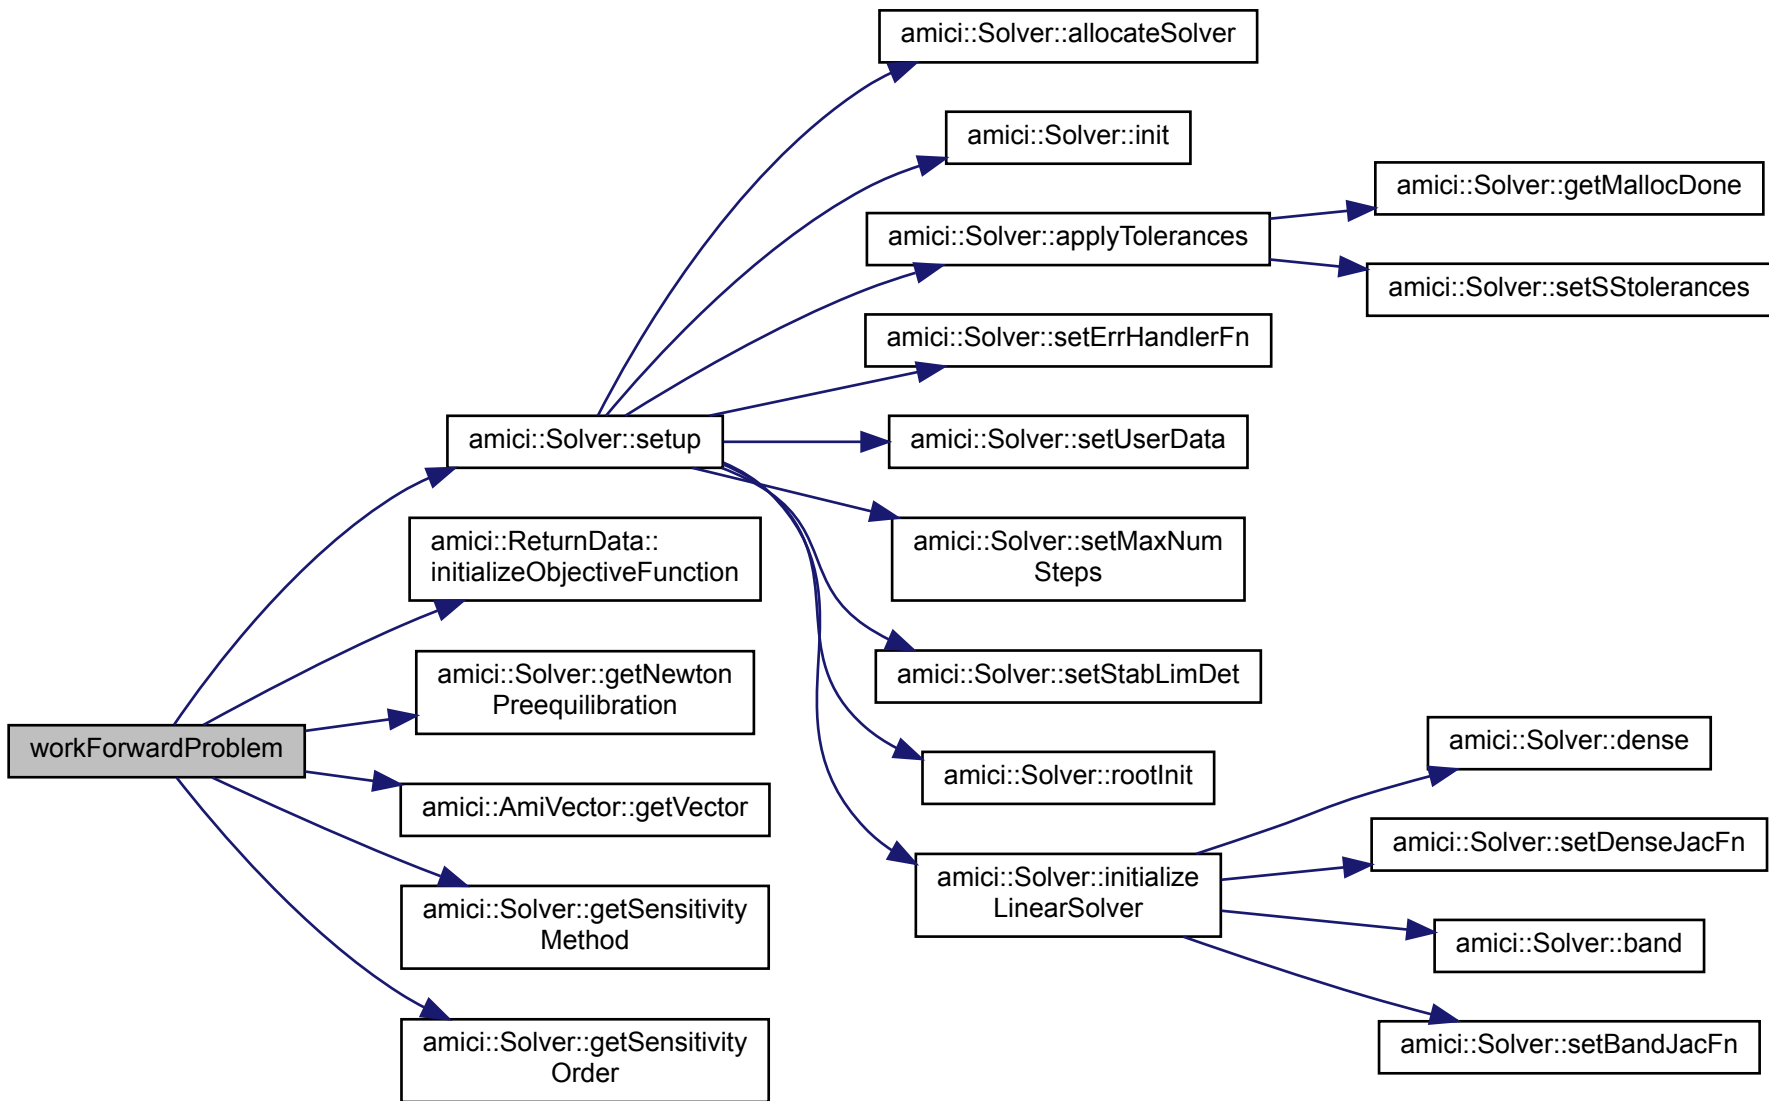 workForwardProblem
amici::Solver::setup
amici::ReturnData::
initializeObjectiveFunction
amici::Solver::getNewton
Preequilibration
amici::AmiVector::getVector
amici::Solver::getSensitivity
Method
amici::Solver::getSensitivity
Order
amici::Solver::allocateSolver
amici::Solver::init
amici::Solver::applyTolerances
amici::Solver::setErrHandlerFn
amici::Solver::setUserData
amici::Solver::setMaxNum
Steps
amici::Solver::setStabLimDet
amici::Solver::rootInit
amici::Solver::initialize
LinearSolver
amici::Solver::getMallocDone
amici::Solver::setSStolerances
amici::Solver::dense
amici::Solver::setDenseJacFn
amici::Solver::band
amici::Solver::setBandJacFn